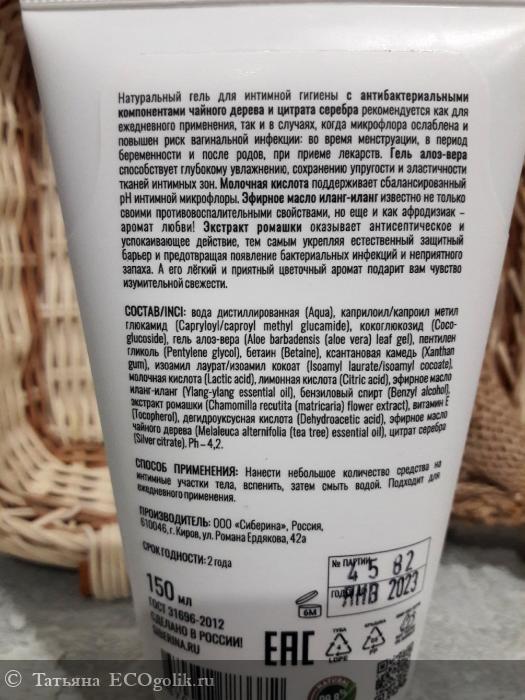 Натуральный гель для интимной гигиены с антибактериальными
компонентами чайного дерева и цитрата серебра рекомендуется как для
ежедневного применения, так и в случаях, когда микрофлора ослаблена и
повышен риск вагинальной инфекции: во время менструации, в период
беременности и после родов, при приеме лекарств. Гель алоэ-вера
способствует глубокому увлажнению, сохранению упругости и эластичности
тканей интимных зон. Молочная кислота поддерживает сбалансированный
pH интимной микрофлоры. Эфирное масло иланг-иланг известно не только
своими противовоспалительными свойствами, но еще и как афродизиак –
аромат любви! Экстракт ромашки оказывает антисептическое и
успокаивающее действие, тем самым укрепляя естественный защитный
барьер и предотвращая появление бактериальных инфекций и неприятного
запаха. А его лёгкий и приятный цветочный аромат подарит вам чувство
изумительной свежести.
СОСТАВ/INCI: вода дистиллированная (Aqua), каприлоил/капроил метил
глюкамид (Capryloyl/caproyl methyl glucamide), кокоглюкозид (Coco-
glucoside), гель алоэ-вера (Aloe barbadensis (aloe vera) leaf gel), пентилен
гликоль (Pentylene glycol), бетаин (Betaine), ксантановая камедь (Xanthan
gum), изоамил лаурат/изоамил кокоат (Isoamyl laurate/isoamyl cocoate),
молочная кислота (Lactic acid), лимонная кислота (Citric acid), эфирное масло
иланг-иланг (Ylang-ylang essential oil), бензиловый спирт (Benzyl alcohol),
экстракт ромашки (Chamomilla recutita (matricaria) flower extract), витамин Е
(Tocopherol), дегидроуксусная кислота (Dehydroacetic acid), эфирное масло
чайного дерева (Melaleuca alternifolia (tea tree) essential oil), цитрат серебра
(Silver citrate). Ph – 4,2.
СПОСОБ ПРИМЕНЕНИЯ: Нанести небольшое количество средства на
интимные участки тела, вспенить, затем смыть водой. Подходит для
ежедневного применения.
ПРОИЗВОДИТЕЛЬ: ООО «Сиберина», Россия,
610046, г. Киров, ул. Романа Ердякова, 42а
СРОК ГОДНОСТИ: 2 года
№ ПАРТИИ
4582
ЯНВ 2023
150 мл
ГОСТ 31696-2012
СДЕЛАНО В РОССИИ!
SIBERINA.RU
6M
EAC
ТУБА
LDPE
КРЫШКА
PP
Татьяна ECOgolik.ru